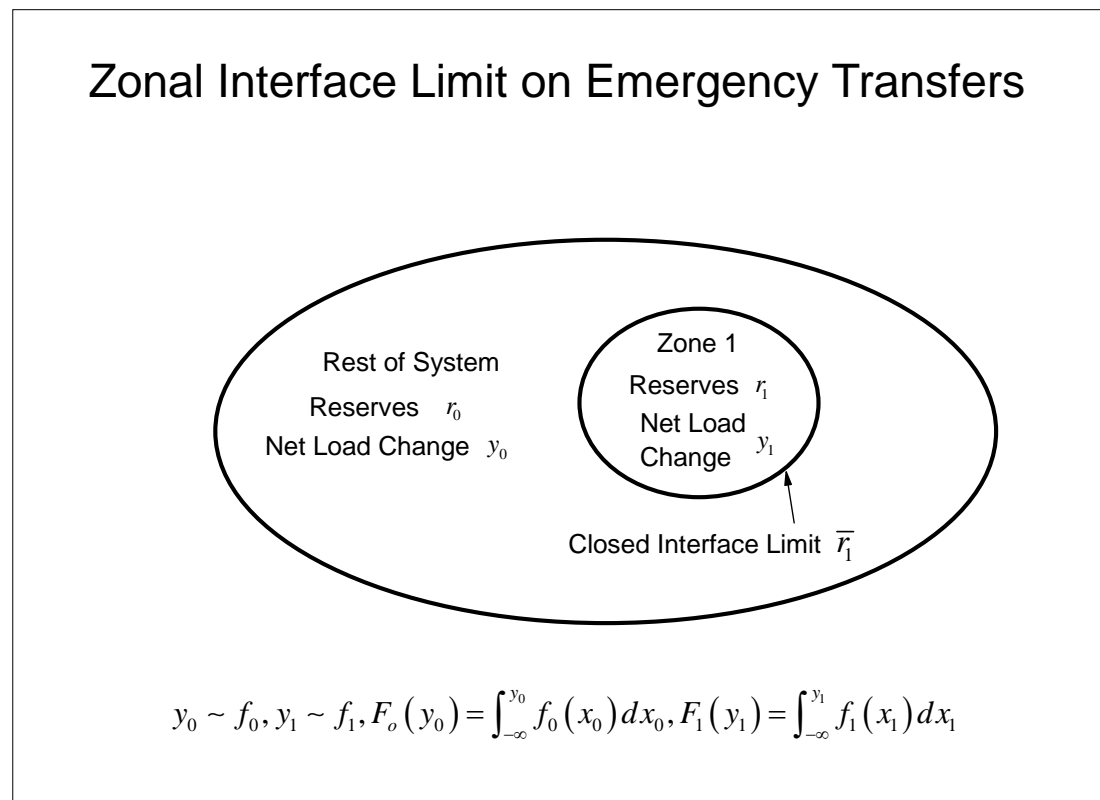 Zonal Interface Limit on Emergency Transfers
Rest of System
Reserves r₀
Net Load Change y₀
Zone 1
Reserves r₁
Net Load
Change y₁
Closed Interface Limit r̅₁
y₀ ~ f₀, y₁ ~ f₁, Fₒ(y₀) = ∫_{-∞}^{y₀} f₀(x₀)dx₀, F₁(y₁) = ∫_{-∞}^{y₁} f₁(x₁)dx₁